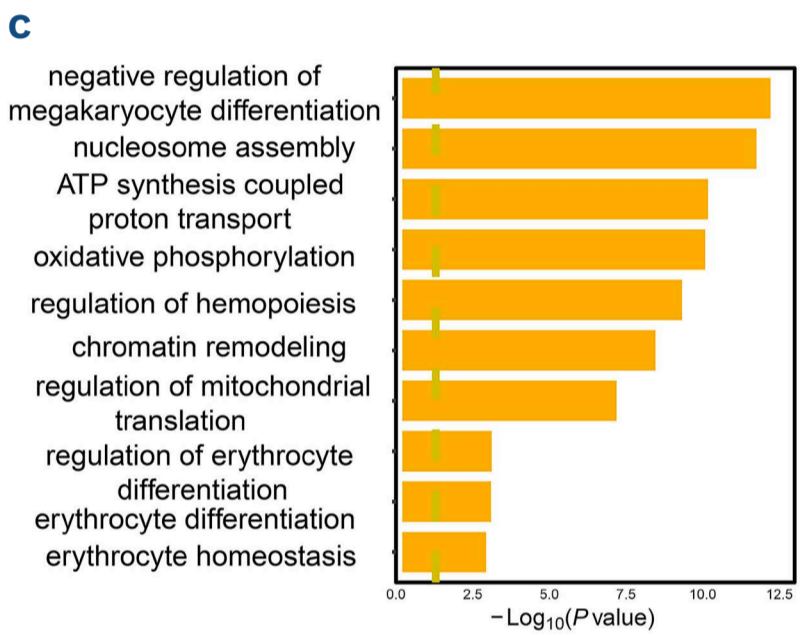 C
negative regulation of
megakaryocyte differentiation
nucleosome assembly
ATP synthesis coupled
proton transport
oxidative phosphorylation
regulation of hemopoiesis
chromatin remodeling
regulation of mitochondrial
translation
regulation of erythrocyte
differentiation
erythrocyte differentiation
erythrocyte homeostasis
0.0 2.5 5.0 7.5 10.0 12.5
−Log₁₀(P value)